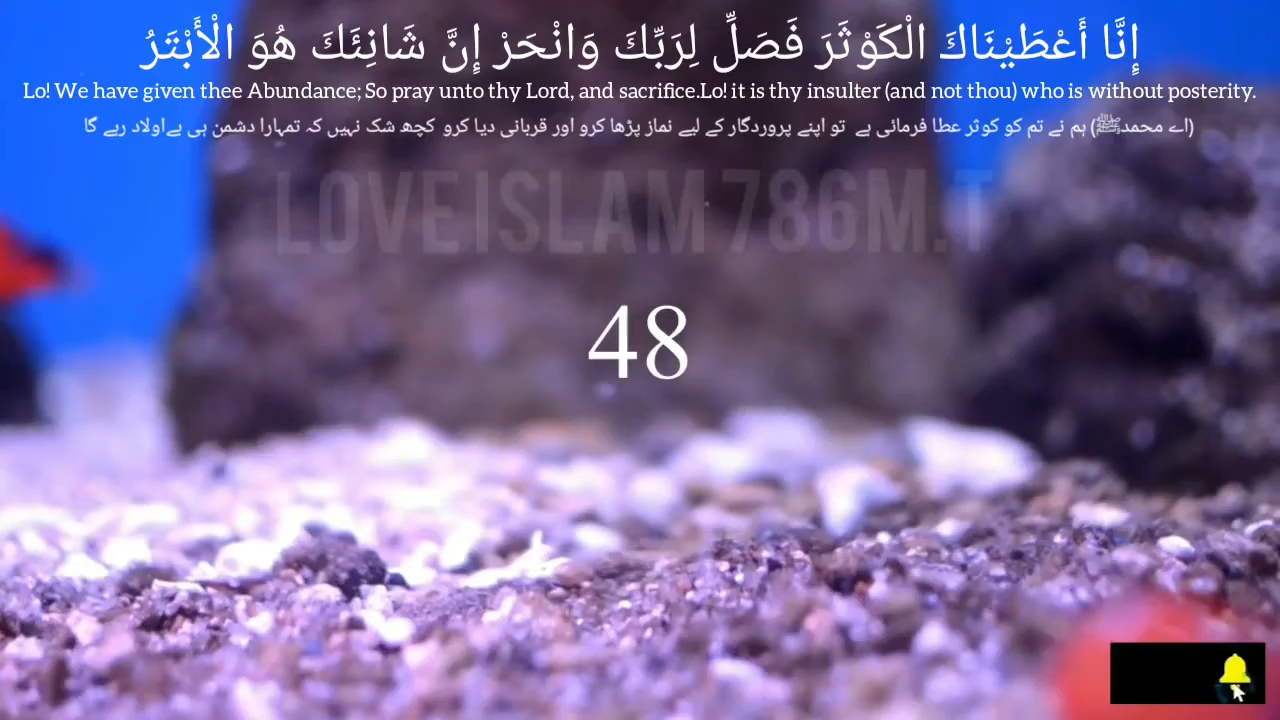 إِنَّا أَعْطَيْنَاكَ الْكَوْثَرَ فَصَلِّ لِرَبِّكَ وَانْحَرْ إِنَّ شَانِئَكَ هُوَ الْأَبْتَرُ
Lo! We have given thee Abundance; So pray unto thy Lord, and sacrifice.Lo! it is thy insulter (and not thou) who is without posterity.
(اے محمدﷺ) ہم نے تم کو کوثر عطا فرمائی ہے تو اپنے پروردگار کے لیے نماز پڑھا کرو اور قربانی دیا کرو کچھ شک نہیں کہ تمہارا دشمن ہی بےاولاد رہے گا
LOVE ISLAM 786M.T
48